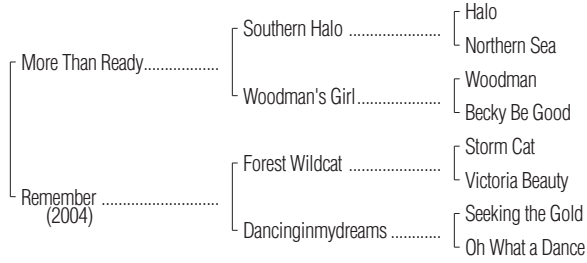 Halo
Southern Halo ....................
Northern Sea
More Than Ready................
Woodman
Woodman's Girl..................
Becky Be Good
Storm Cat
Forest Wildcat ....................
Victoria Beauty
Remember .........................
(2004)
Seeking the Gold
Dancinginmydreams ...........
Oh What a Dance